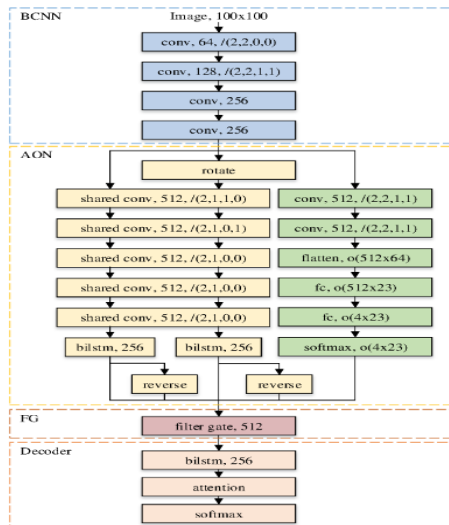 BCNN
Image, 100x100
conv, 64, /(2,2,0,0)
conv, 128, /(2,2,1,1)
conv, 256
conv, 256
AON
rotate
shared conv, 512, /(2,1,1,0)
conv, 512, /(2,2,1,1)
shared conv, 512, /(2,1,0,1)
conv, 512, /(2,2,1,1)
shared conv, 512, /(2,1,0,0)
flatten, o(512x64)
shared conv, 512, /(2,1,0,0)
fc, o(512x23)
shared conv, 512, /(2,1,0,0)
fc, o(4x23)
bilstm, 256
bilstm, 256
softmax, o(4x23)
reverse
reverse
FG
filter gate, 512
Decoder
bilstm, 256
attention
softmax